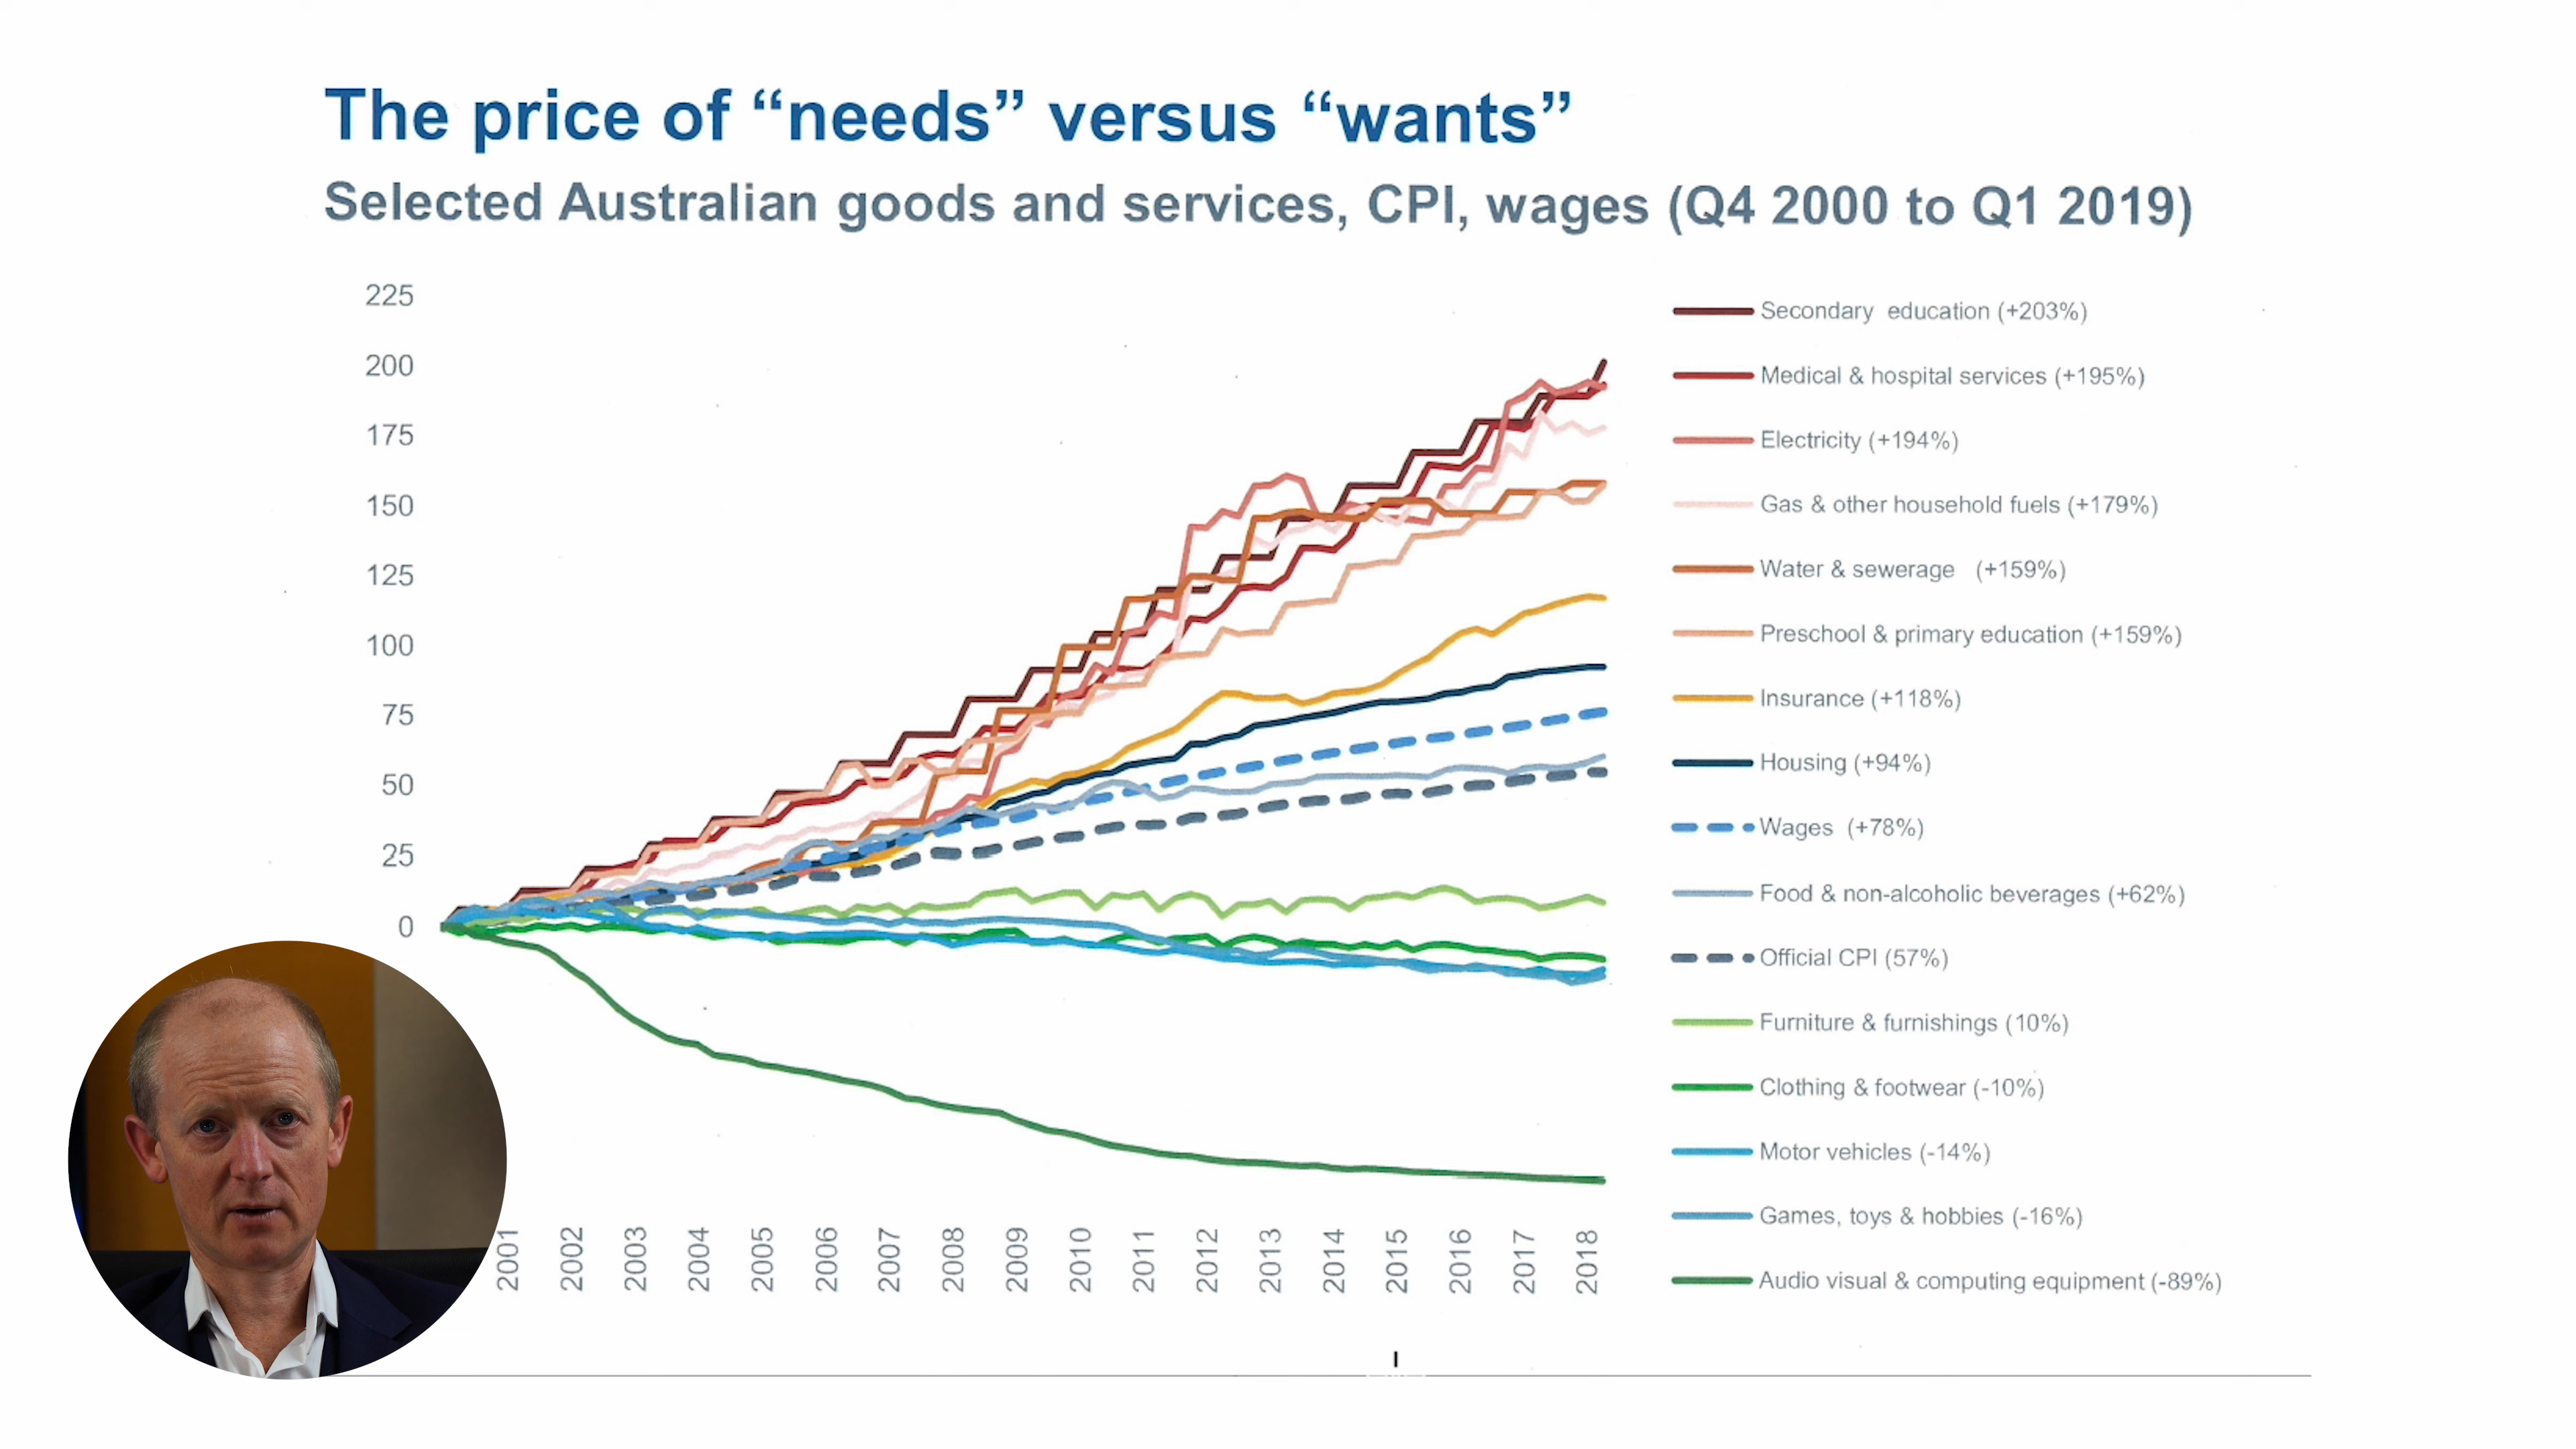 The price of “needs” versus “wants”
Selected Australian goods and services, CPI, wages (Q4 2000 to Q1 2019)
225
200
175
150
125
100
75
50
25
0
2001
2002
2003
2004
2005
2006
2007
2008
2009
2010
2011
2012
2013
2014
2015
2016
2017
2018
Secondary education (+203%)
Medical & hospital services (+195%)
Electricity (+194%)
Gas & other household fuels (+179%)
Water & sewerage (+159%)
Preschool & primary education (+159%)
Insurance (+118%)
Housing (+94%)
Wages (+78%)
Food & non-alcoholic beverages (+62%)
Official CPI (57%)
Furniture & furnishings (10%)
Clothing & footwear (-10%)
Motor vehicles (-14%)
Games, toys & hobbies (-16%)
Audio visual & computing equipment (-89%)